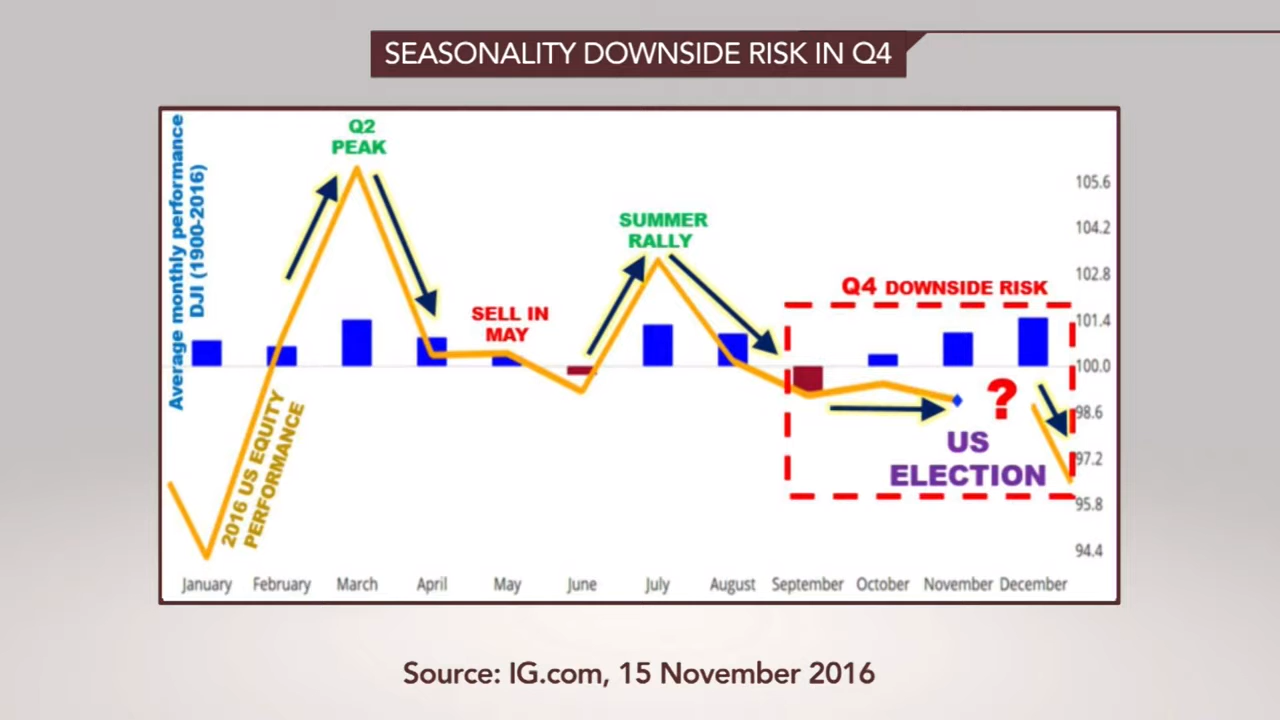 SEASONALITY DOWNSIDE RISK IN Q4
Average monthly performance
DJI (1900-2016)
Q2
PEAK
SUMMER
RALLY
SELL IN
MAY
Q4 DOWNSIDE RISK
2016 US EQUITY
PERFORMANCE
?
US
ELECTION
105.6
104.2
102.8
101.4
100.0
98.6
97.2
95.8
94.4
January February March April May June July August September October November December
Source: IG.com, 15 November 2016